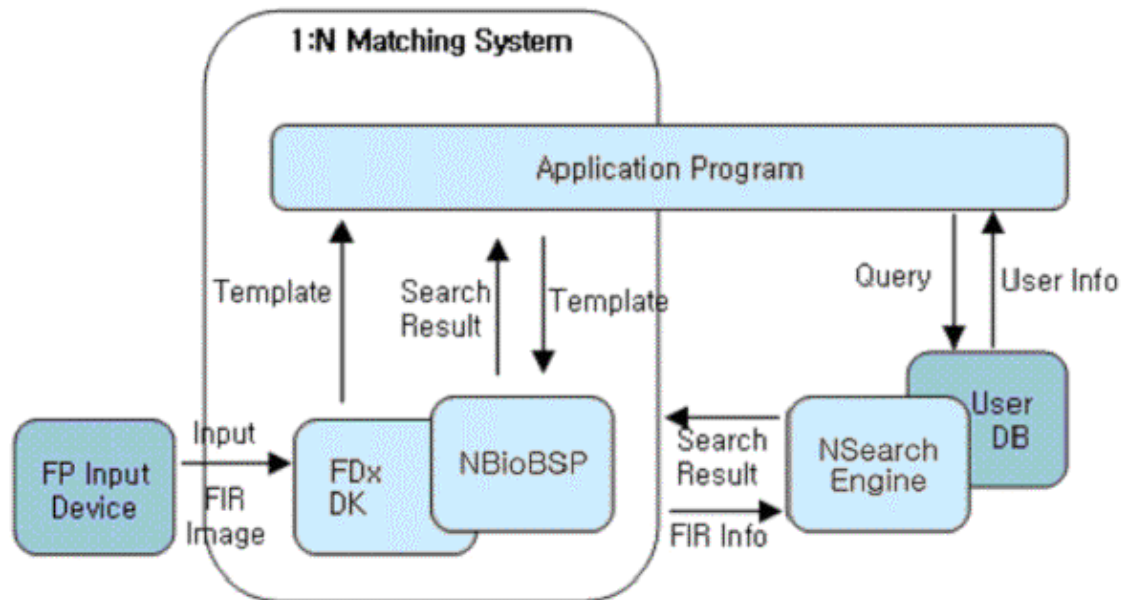 1:N Matching System
Application Program
Template
Search
Result
Template
Query
User Info
Input
FIR
Image
FP Input
Device
FDx
DK
NBioBSP
Search
Result
FIR Info
NSearch
Engine
User
DB